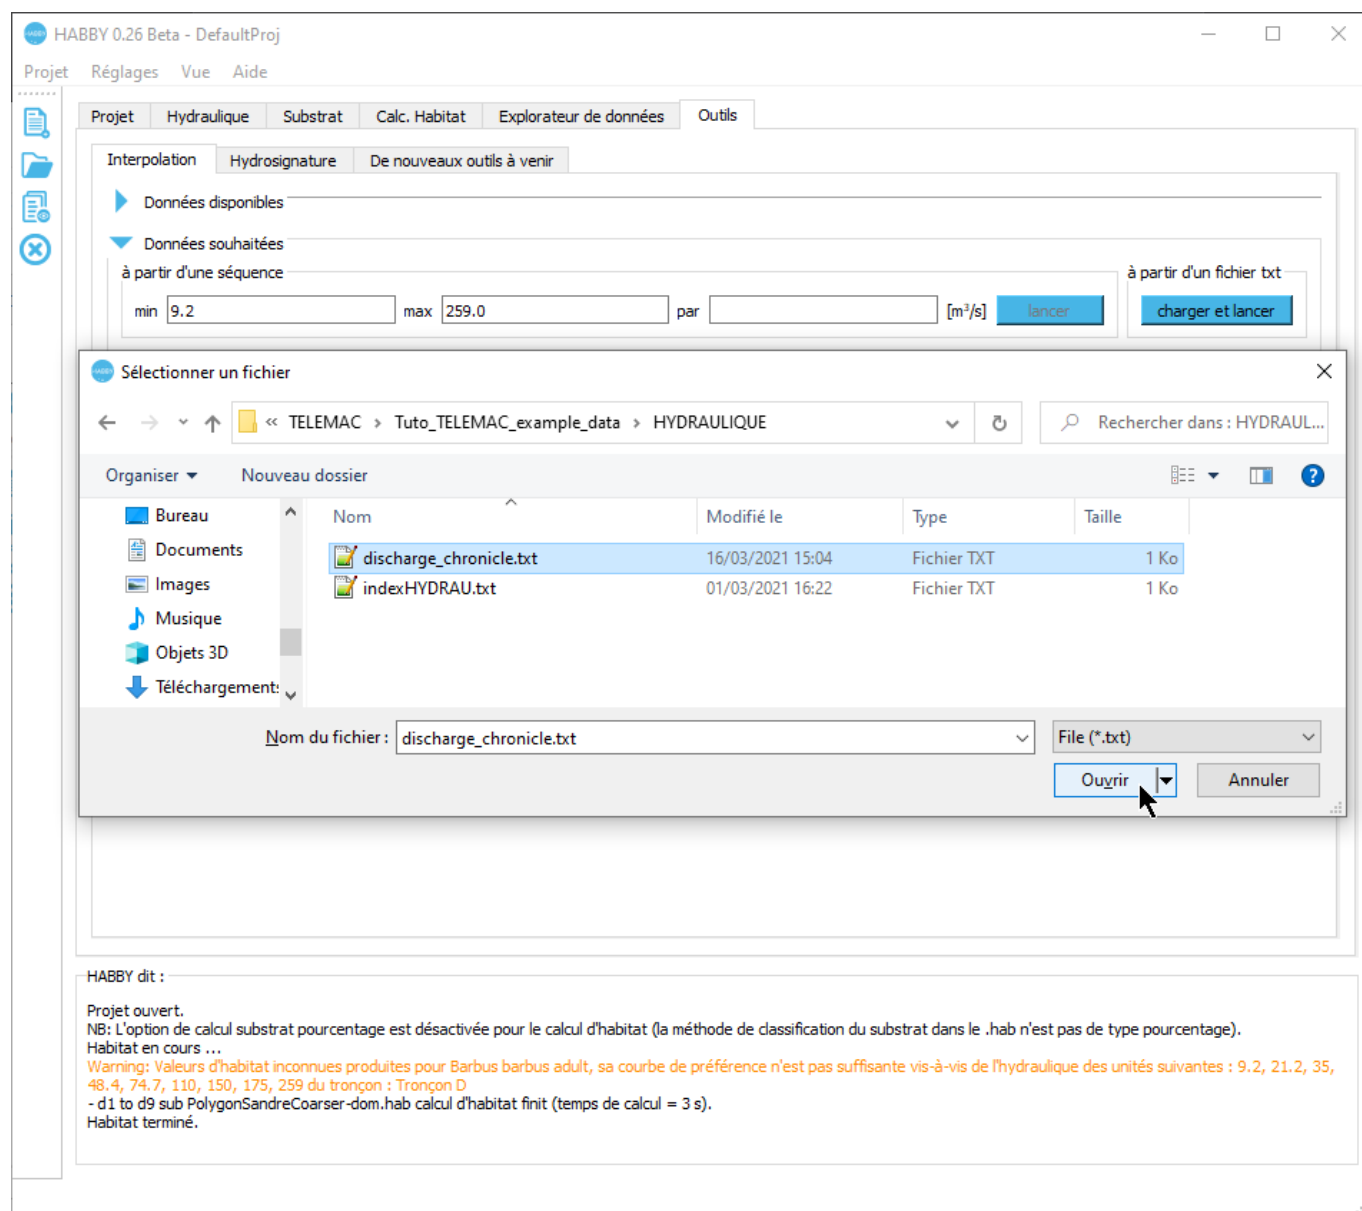 HABBY 0.26 Beta - DefaultProj
Projet Réglages Vue Aide
Projet Hydraulique Substrat Calc. Habitat Explorateur de données Outils
Interpolation Hydrosignature De nouveaux outils à venir
Données disponibles
Données souhaitées
à partir d'une séquence
à partir d'un fichier txt
min 9.2 max 259.0 par [m³/s] lancer
charger et lancer
Sélectionner un fichier
« TELEMAC > Tuto_TELEMAC_example_data > HYDRAULIQUE
Rechercher dans : HYDRAUL...
Organiser Nouveau dossier
Bureau
Documents
Images
Musique
Objets 3D
Téléchargement:
Nom Modifié le Type Taille
discharge_chronicle.txt 16/03/2021 15:04 Fichier TXT 1 Ko
indexHYDRAU.txt 01/03/2021 16:22 Fichier TXT 1 Ko
Nom du fichier : discharge_chronicle.txt File (*.txt)
Ouvrir Annuler
HABBY dit :
Projet ouvert.
NB: L'option de calcul substrat pourcentage est désactivée pour le calcul d'habitat (la méthode de classification du substrat dans le .hab n'est pas de type pourcentage).
Habitat en cours ...
Warning: Valeurs d'habitat inconnues produites pour Barbus barbus adult, sa courbe de préférence n'est pas suffisante vis-à-vis de l'hydraulique des unités suivantes : 9.2, 21.2, 35,
48.4, 74.7, 110, 150, 175, 259 du tronçon : Tronçon D
- d1 to d9 sub PolygonSandreCoarser-dom.hab calcul d'habitat finit (temps de calcul = 3 s).
Habitat terminé.